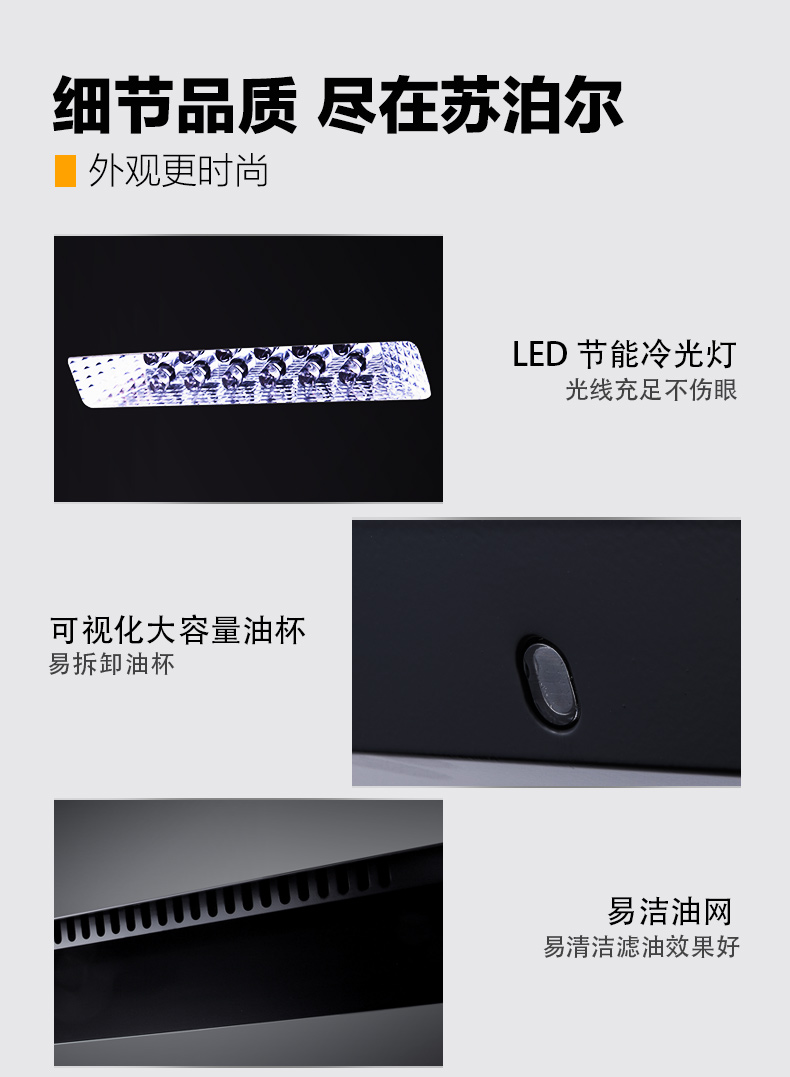 细节品质 尽在苏泊尔
外观更时尚
LED 节能冷光灯
光线充足不伤眼
可视化大容量油杯
易拆卸油杯
易洁油网
易清洁滤油效果好